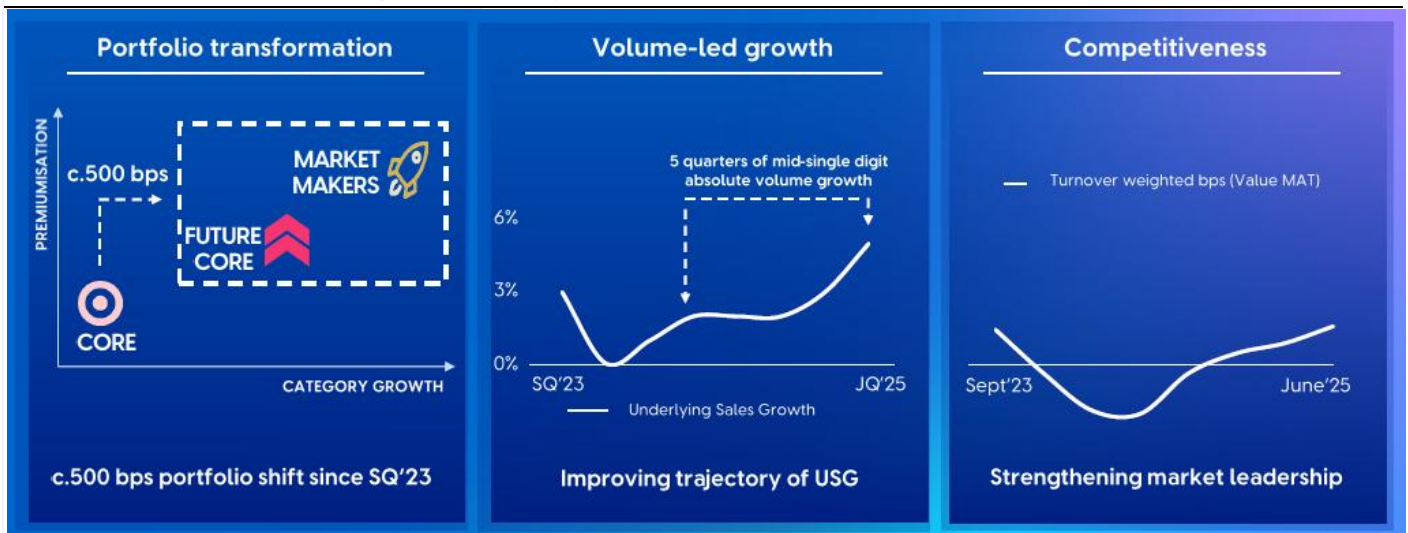 Portfolio transformation
PREMIUMISATION
c.500 bps
MARKET
MAKERS
FUTURE
CORE
CORE
CATEGORY GROWTH
c.500 bps portfolio shift since SQ'23
Volume-led growth
5 quarters of mid-single digit
absolute volume growth
6%
3%
0%
SQ'23
JQ'25
Underlying Sales Growth
Improving trajectory of USG
Competitiveness
Turnover weighted bps (Value MAT)
Sept'23
June'25
Strengthening market leadership